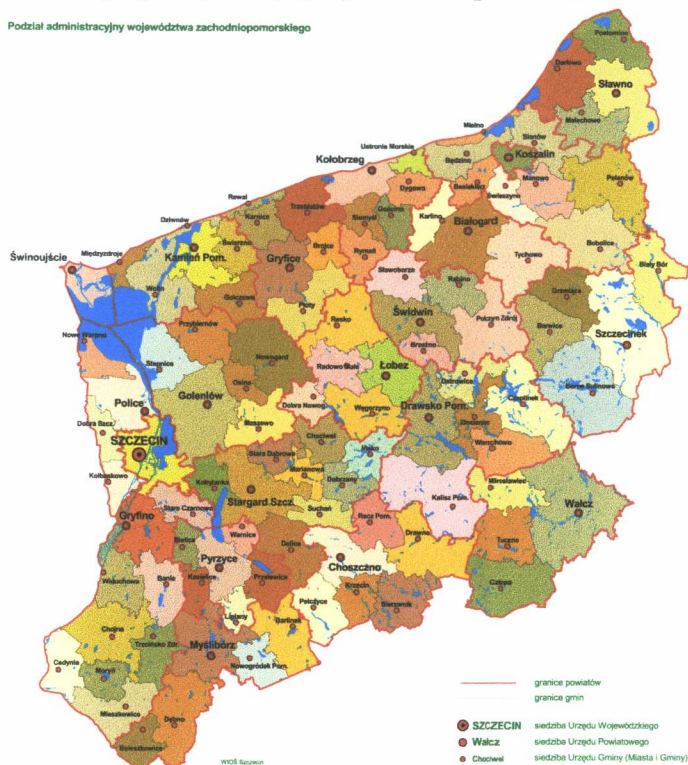 Podział administracyjny województwa zachodniopomorskiego
Postomino
Darłowo
Sławno
Malechowo
Mielno
Sianów
Ustronie Morskie
Będzino
Koszalin
Kołobrzeg
Polanów
Dygowo
Biesiekierz
Manowo
Świeszyno
Rewal
Trzebiatów
Gościno
Karlino
Siemyśl
Białogard
Dziwnów
Karnice
Świerzno
Brojce
Rymań
Bobolice
Tychowo
Międzyzdroje
Kamień Pom.
Gryfice
Biały Bór
Świnoujście
Sławoborze
Rąbino
Wolin
Golczewo
Grzmiąca
Płoty
Resko
Świdwin
Połczyn Zdrój
Barwice
Szczecinek
Przybiernów
Nowe Warpno
Brzeżno
Stepnica
Nowogard
Radowo Małe
Łobez
Ostrowice
Osina
Borne Sulinowo
Czaplinek
Goleniów
Dobra Nowog.
Police
Węgorzyno
Drawsko Pom.
Złocieniec
Maszewo
Dobra Szcz.
Chociwel
Wierzchowo
SZCZECIN
Ińsko
Stara Dąbrowa
Marianowo
Kołbaskowo
Kobylanka
Dobrzany
Mirosławiec
Stargard Szcz.
Kalisz Pom.
Suchań
Stare Czarnowo
Wałcz
Gryfino
Recz Pom.
Warnice
Drawno
Bielice
Tuczno
Dolice
Pyrzyce
Choszczno
Widuchowa
Banie
Kozielice
Przelewice
Krzęcin
Człopa
Pełczyce
Bierzwnik
Lipiany
Barlinek
Chojna
Trzcińsko Zdr.
Myślibórz
Cedynia
Nowogródek Pom.
Moryń
Mieszkowice
Dębno
Boleszkowice
granice powiatów
granice gmin
SZCZECIN siedziba Urzędu Wojewódzkiego
Wałcz siedziba Urzędu Powiatowego
Chociwel siedziba Urzędu Gminy (Miasta i Gminy)
WIOŚ Szczecin